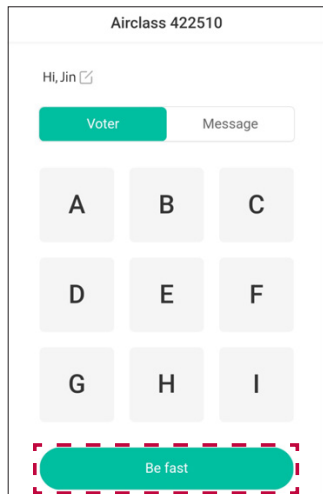 Airclass 422510
Hi, Jin
Voter Message
A B C
D E F
G H I
Be fast